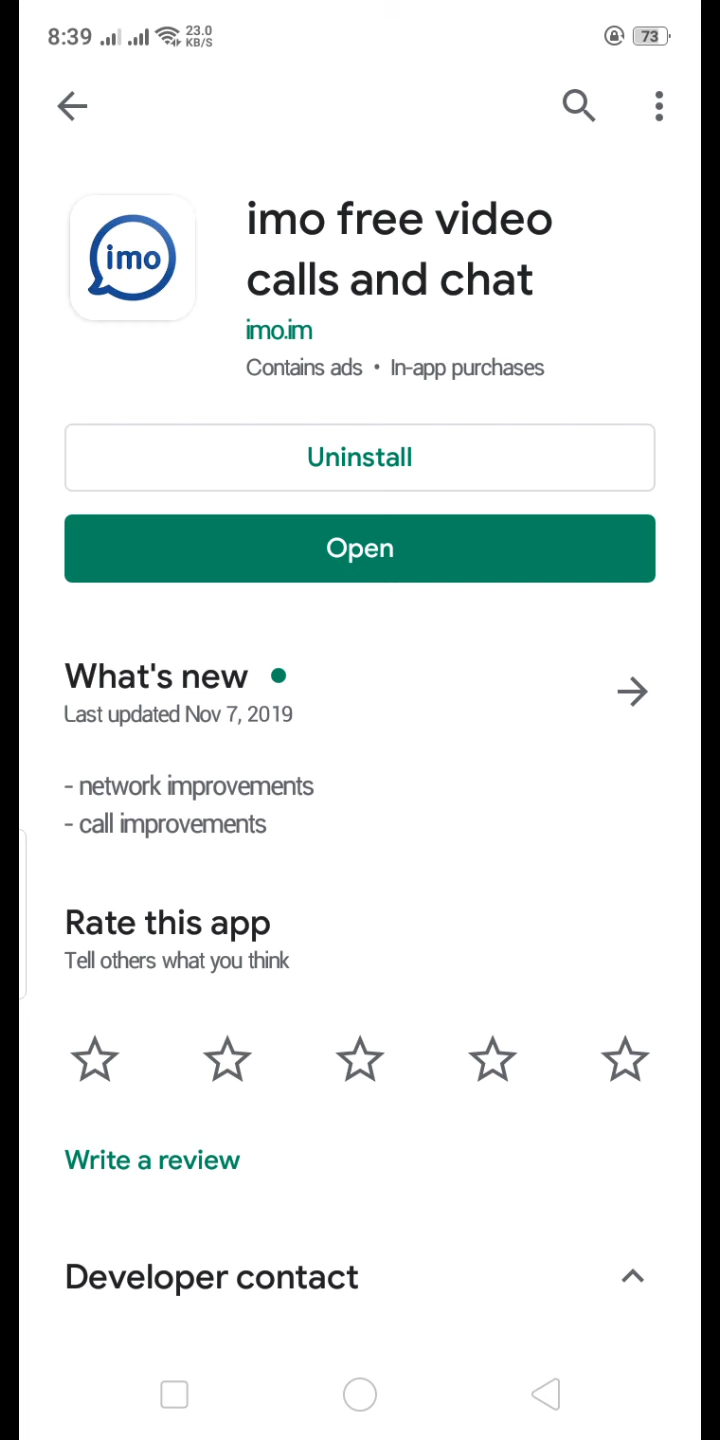 8:39 23.0 KB/S 73
imo
imo free video
calls and chat
imo.im
Contains ads • In-app purchases
Uninstall
Open
What's new
Last updated Nov 7, 2019
- network improvements
- call improvements
Rate this app
Tell others what you think
Write a review
Developer contact